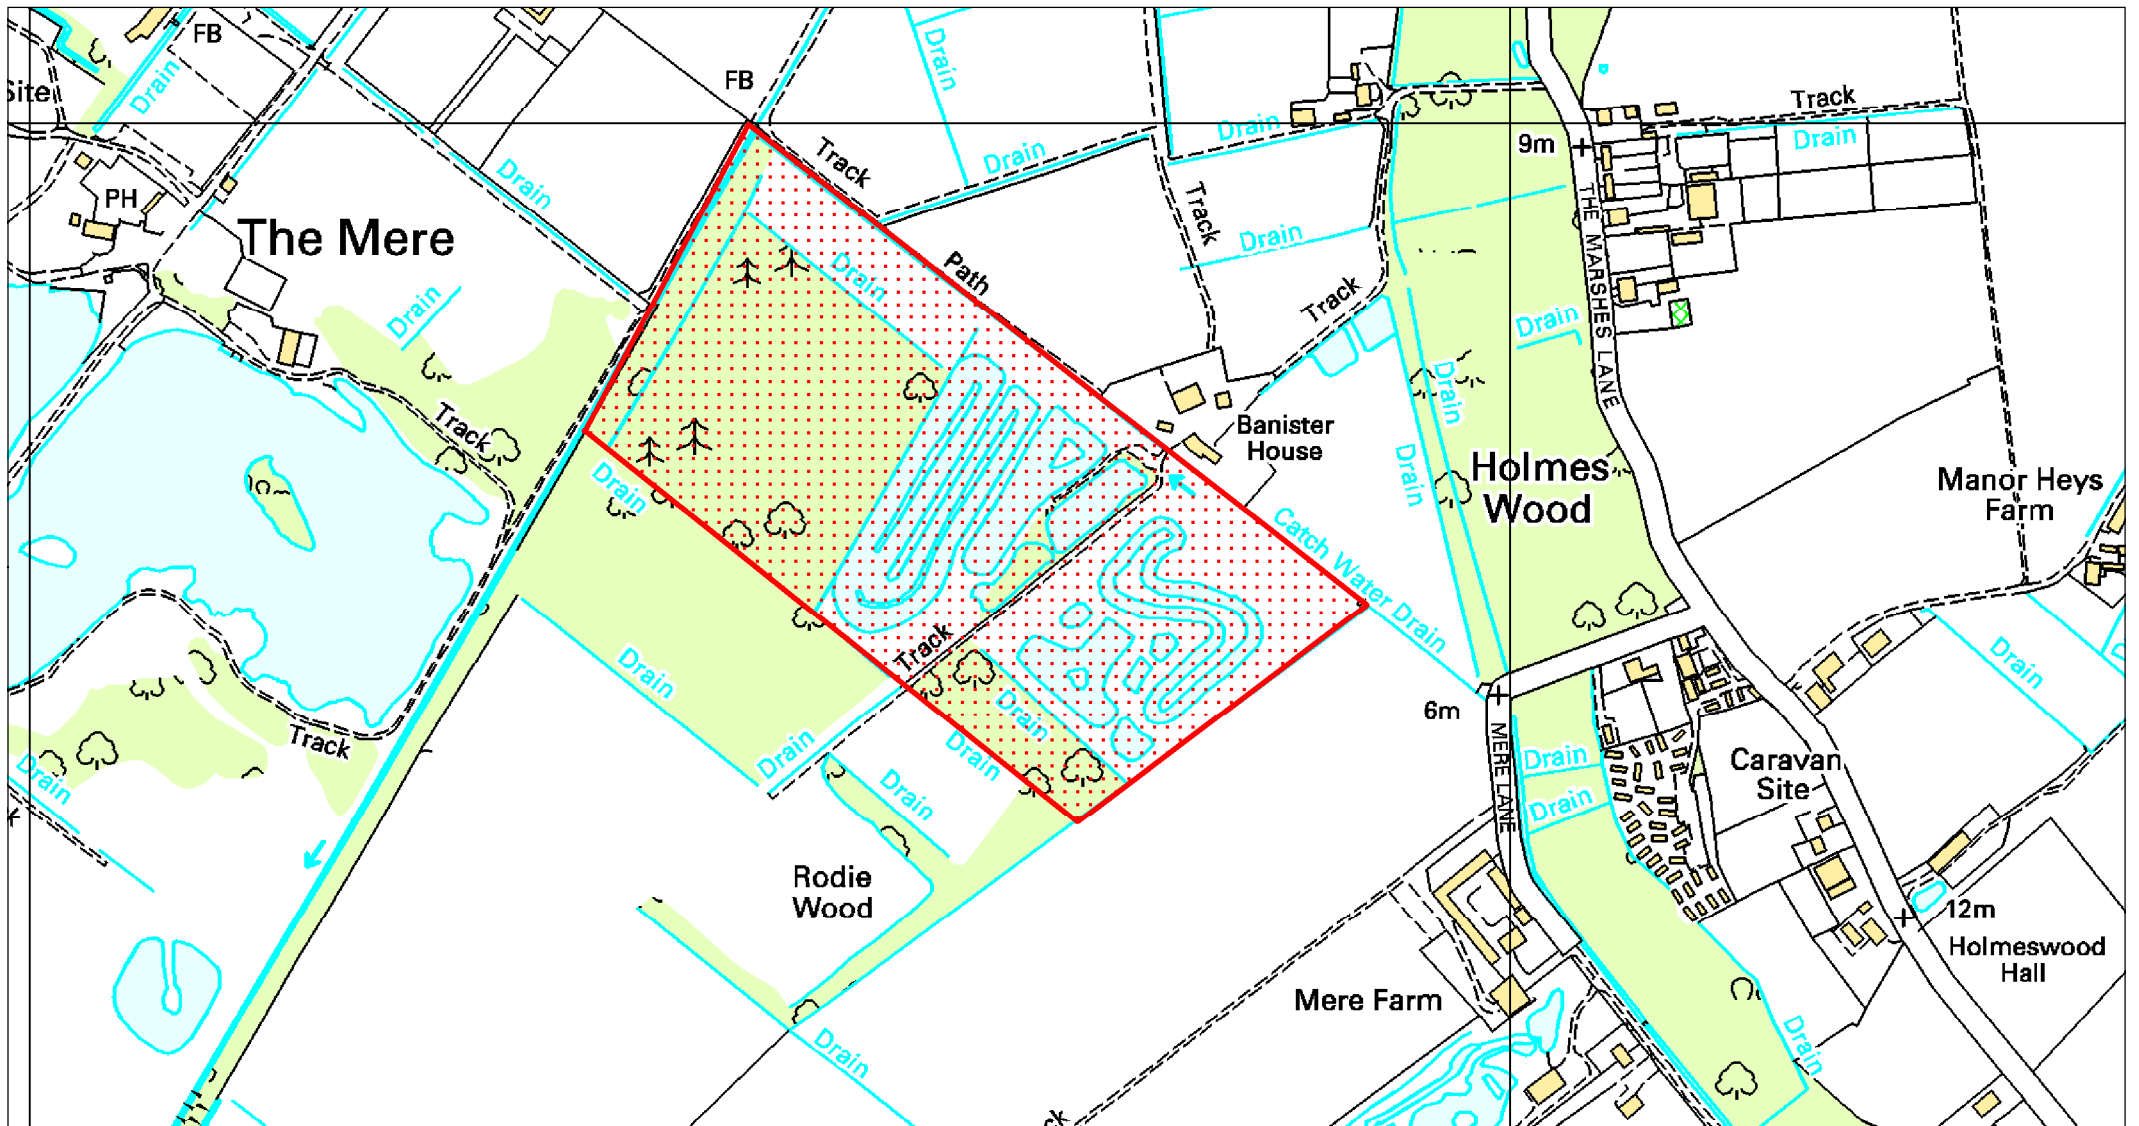 FB
Drain
Site
PH
The Mere
Drain
Drain
FB
Track
Drain
Drain
Drain
Track
Drain
Track
Track
9m
THE MARSHES LANE
Drain
Drain
Path
Drain
Drain
Drain
Drain
Banister
House
Holmes
Wood
Manor Heys
Farm
Track
Drain
Catch Water Drain
Track
Drain
Drain
Drain
Drain
Drain
Drain
Track
Drain
6m
MERE LANE
Drain
Drain
Caravan
Site
Rodie
Wood
12m
Holmeswood
Hall
Mere Farm
Drain
Drain